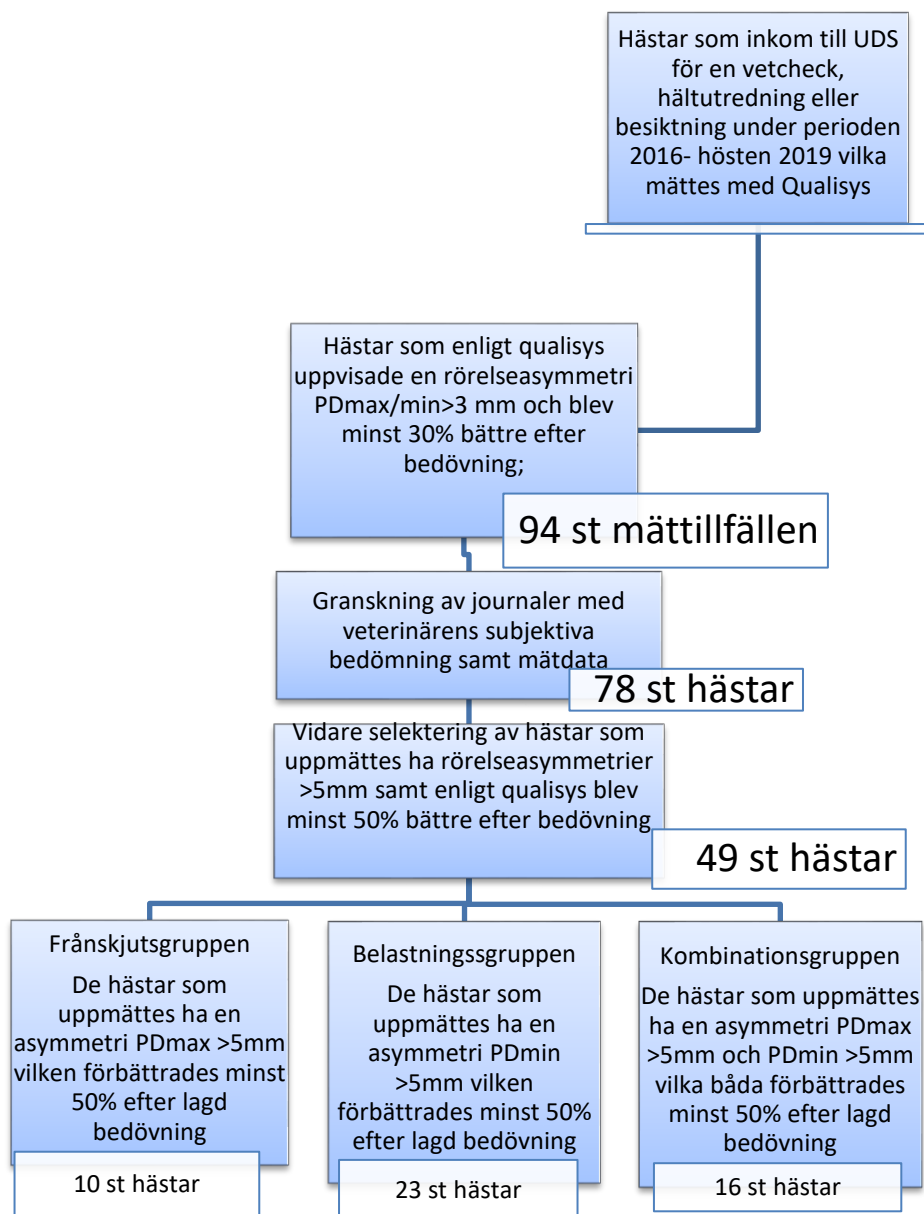 Hästar som inkom till UDS
för en vetcheck,
hältutredning eller
besiktning under perioden
2016- hösten 2019 vilka
mättes med Qualisys
Hästar som enligt qualisys
uppvisade en rörelseasymmetri
PDmax/min>3 mm och blev
minst 30% bättre efter
bedövning;
94 st mättillfällen
Granskning av journaler med
veterinärens subjektiva
bedömning samt mätdata
78 st hästar
Vidare selektering av hästar som
uppmättes ha rörelseasymmetrier
>5mm samt enligt qualisys blev
minst 50% bättre efter bedövning
49 st hästar
Frånskjutsgruppen
De hästar som
uppmättes ha en
asymmetri PDmax >5mm
vilken förbättrades minst
50% efter lagd
bedövning
10 st hästar
Belastningssgruppen
De hästar som
uppmättes ha en
asymmetri PDmin
>5mm vilken
förbättrades minst 50%
efter lagd bedövning
23 st hästar
Kombinationsgruppen
De hästar som uppmättes
ha en asymmetri PDmax
>5mm och PDmin >5mm
vilka båda förbättrades
minst 50% efter lagd
bedövning
16 st hästar